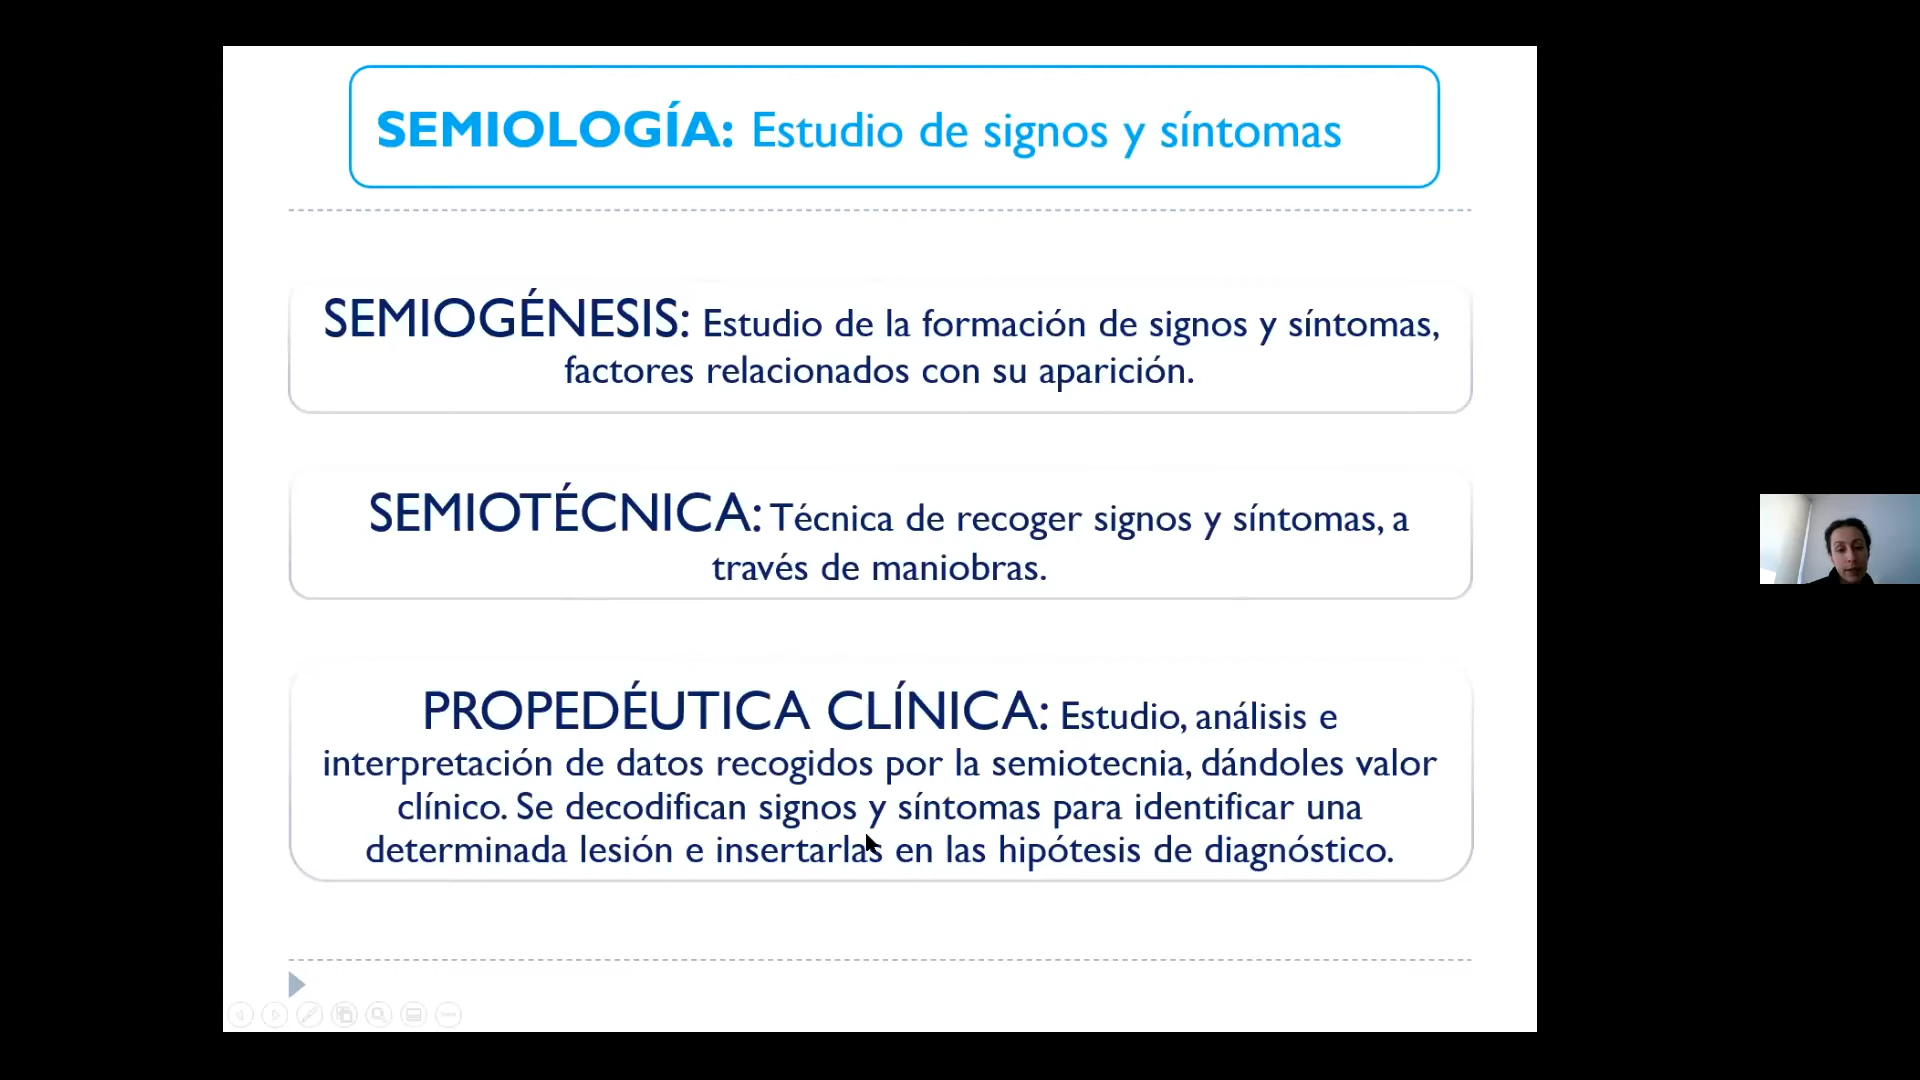 SEMIOLOGÍA: Estudio de signos y síntomas
SEMIOGÉNESIS: Estudio de la formación de signos y síntomas,
factores relacionados con su aparición.
SEMIOTÉCNICA: Técnica de recoger signos y síntomas, a
través de maniobras.
PROPEDÉUTICA CLÍNICA: Estudio, análisis e
interpretación de datos recogidos por la semiotecnia, dándoles valor
clínico. Se decodifican signos y síntomas para identificar una
determinada lesión e insertarlas en las hipótesis de diagnóstico.